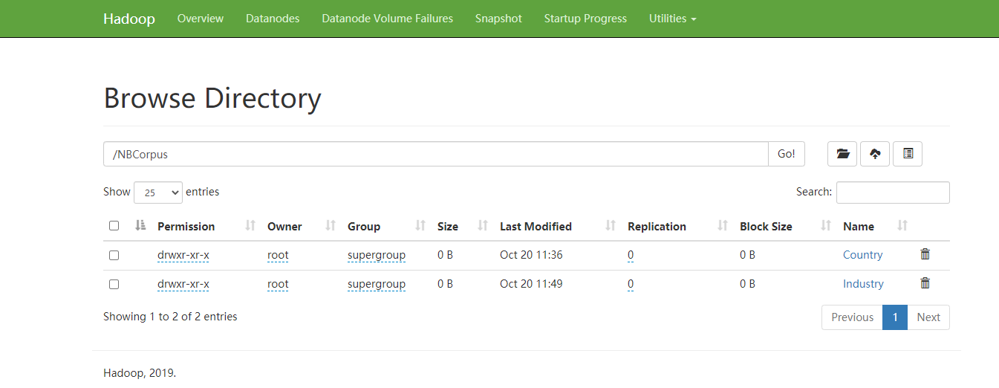 Hadoop Overview Datanodes Datanode Volume Failures Snapshot Startup Progress Utilities
Browse Directory
/NBCorpus Go!
Show 25 entries Search:
Permission Owner Group Size Last Modified Replication Block Size Name
drwxr-xr-x root supergroup 0 B Oct 20 11:36 0 0 B Country
drwxr-xr-x root supergroup 0 B Oct 20 11:49 0 0 B Industry
Showing 1 to 2 of 2 entries Previous 1 Next
Hadoop, 2019.